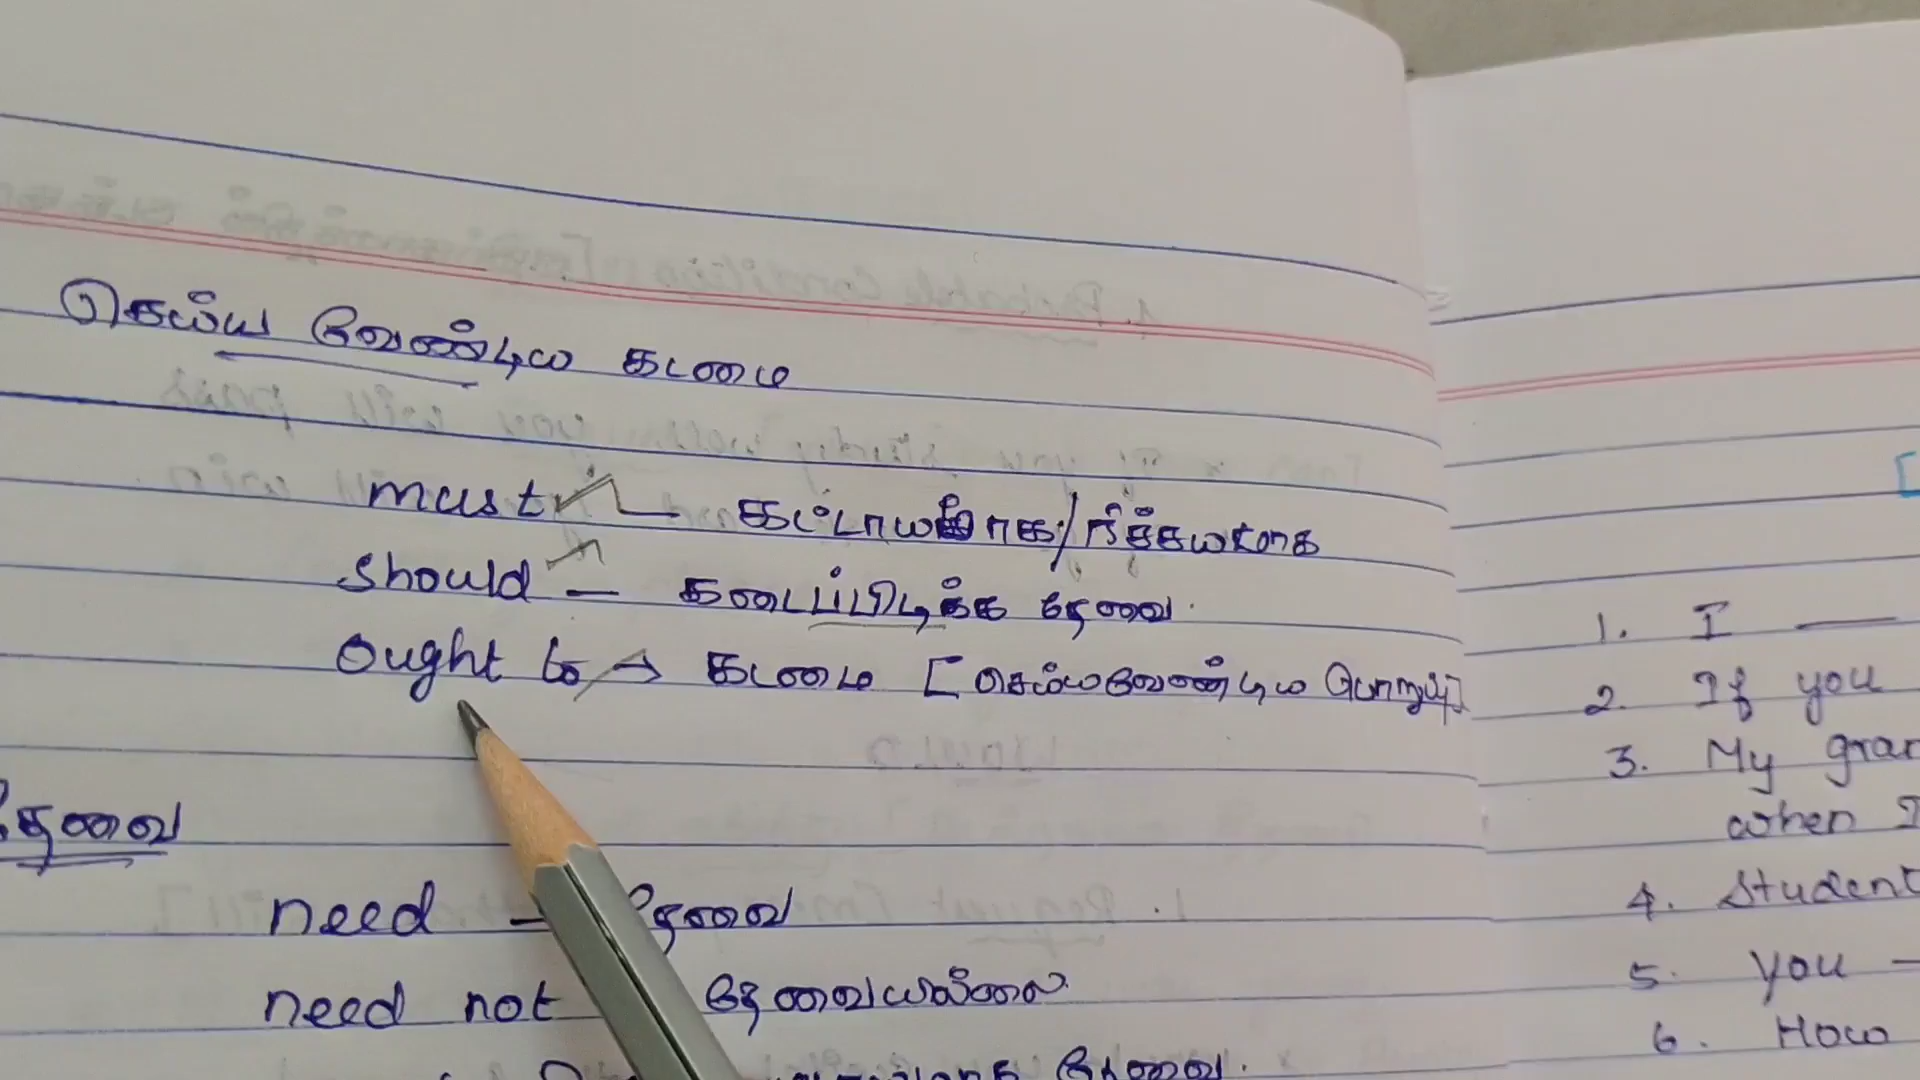 செய்ய வேண்டிய கடமை
must — கட்டாயமாக/நிச்சயமாக
should — கடைப்பிடிக்க தேவை.
Ought to → கடமை [செய்யவேண்டிய பொறுப்பு]
தேவை
need — தேவை
need not தேவையில்லை.
தேவை.
[
1. I —
2. If you
3. My gran
when I
4. Student
5. you —
6. How